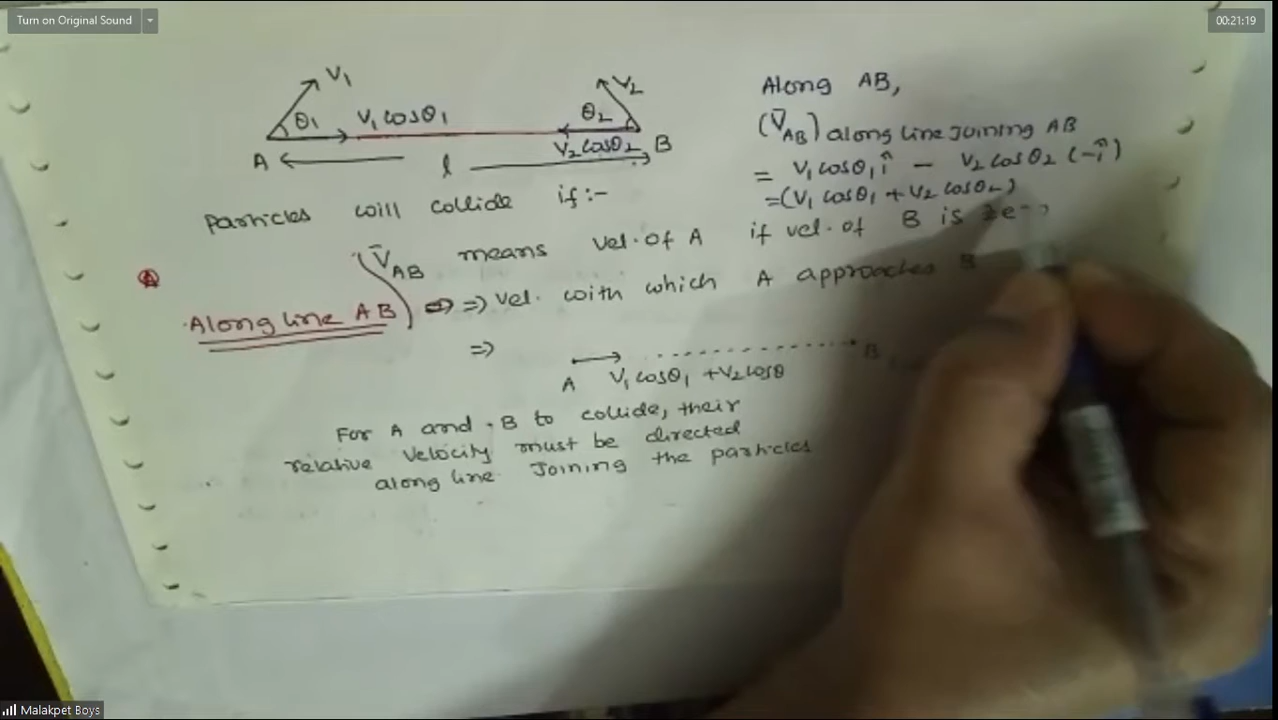 Turn on Original Sound
00:21:19
V₁
V₂
θ₁
V₁ cosθ₁
θ₂
V₂ cosθ₂
A
l
B
Along AB,
(V̄AB) along line joining AB
= V₁ cosθ₁ î − V₂ cosθ₂ (−î)
=(V₁ cosθ₁ + V₂ cosθ₂)
Particles will collide if:-
V̄AB means vel. of A if vel. of B is
A
Along line AB ⇒ ⇒ vel. with which A approaches B
⇒
A V₁ cosθ₁ + V₂ cosθ B
For A and B to collide, their
relative velocity must be directed
along line Joining the particles
Malakpet Boys